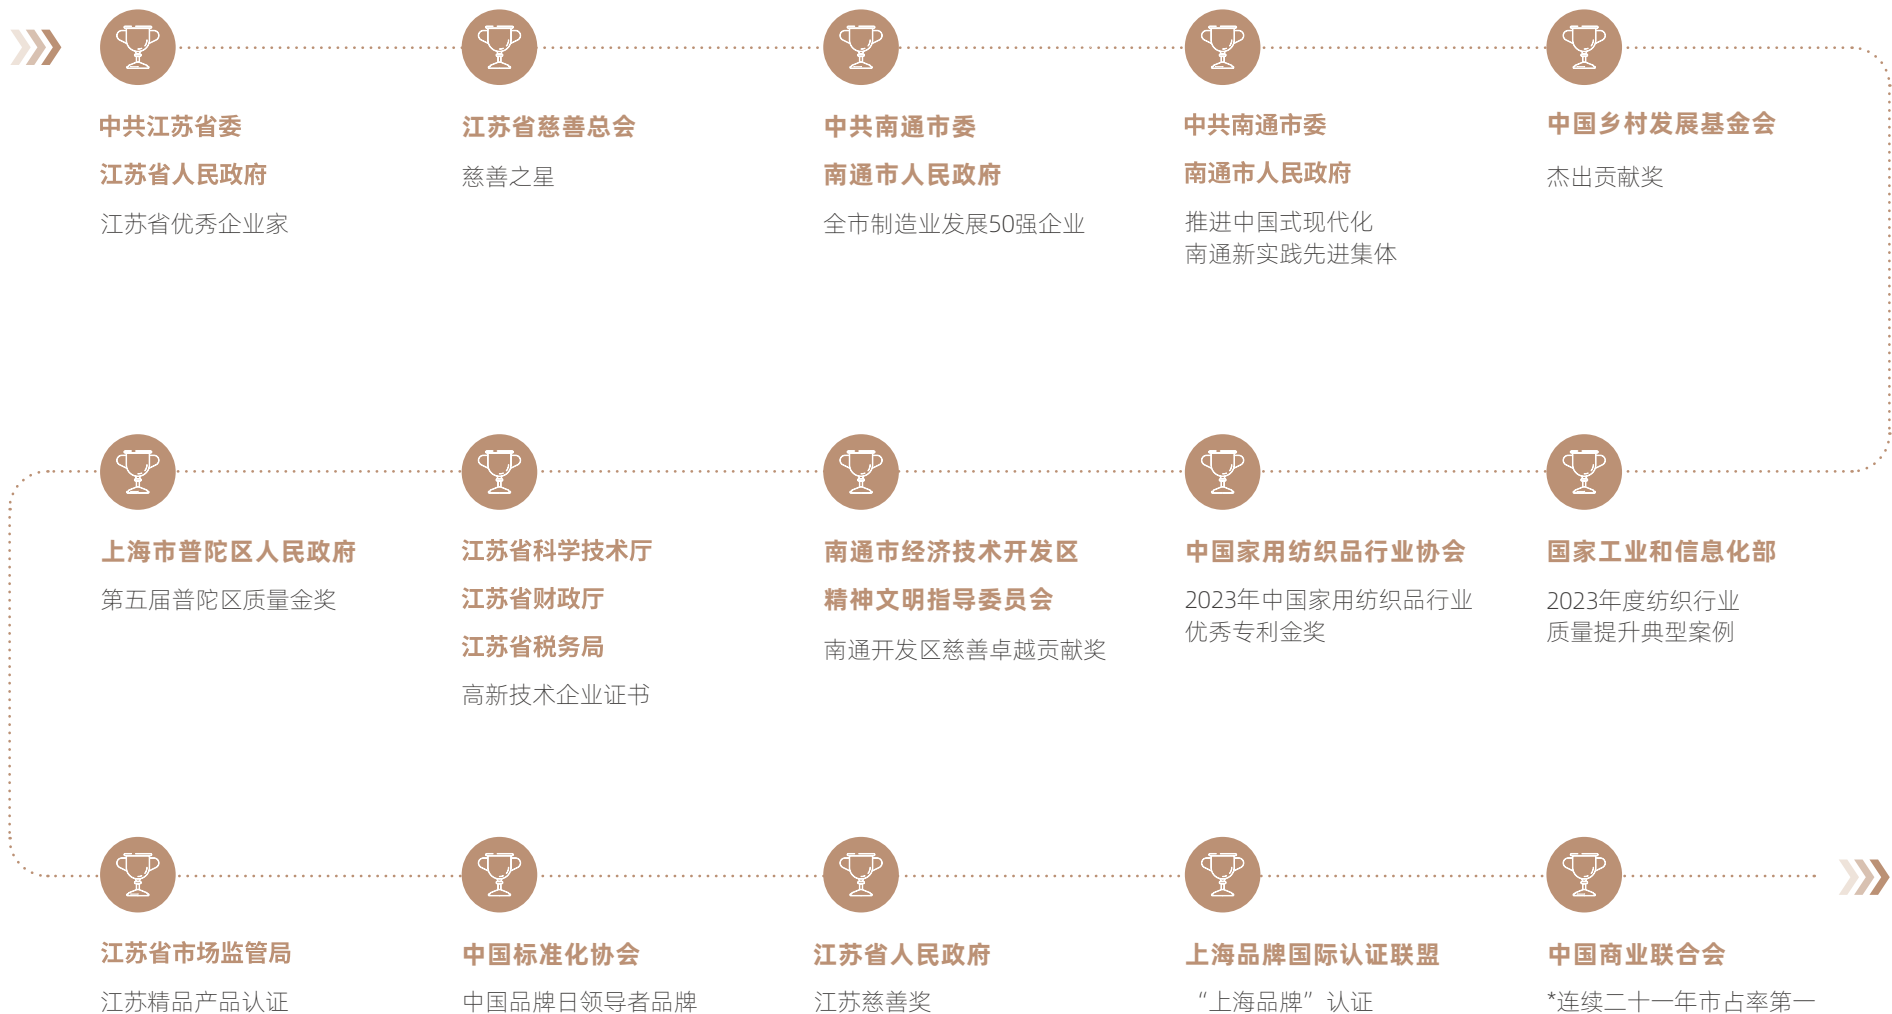 中共江苏省委
江苏省人民政府
江苏省优秀企业家
江苏省慈善总会
慈善之星
中共南通市委
南通市人民政府
全市制造业发展50强企业
中共南通市委
南通市人民政府
推进中国式现代化
南通新实践先进集体
中国乡村发展基金会
杰出贡献奖
上海市普陀区人民政府
第五届普陀区质量金奖
江苏省科学技术厅
江苏省财政厅
江苏省税务局
高新技术企业证书
南通市经济技术开发区
精神文明指导委员会
南通开发区慈善卓越贡献奖
中国家用纺织品行业协会
2023年中国家用纺织品行业
优秀专利金奖
国家工业和信息化部
2023年度纺织行业
质量提升典型案例
江苏省市场监管局
江苏精品产品认证
中国标准化协会
中国品牌日领导者品牌
江苏省人民政府
江苏慈善奖
上海品牌国际认证联盟
“上海品牌”认证
中国商业联合会
*连续二十一年市占率第一